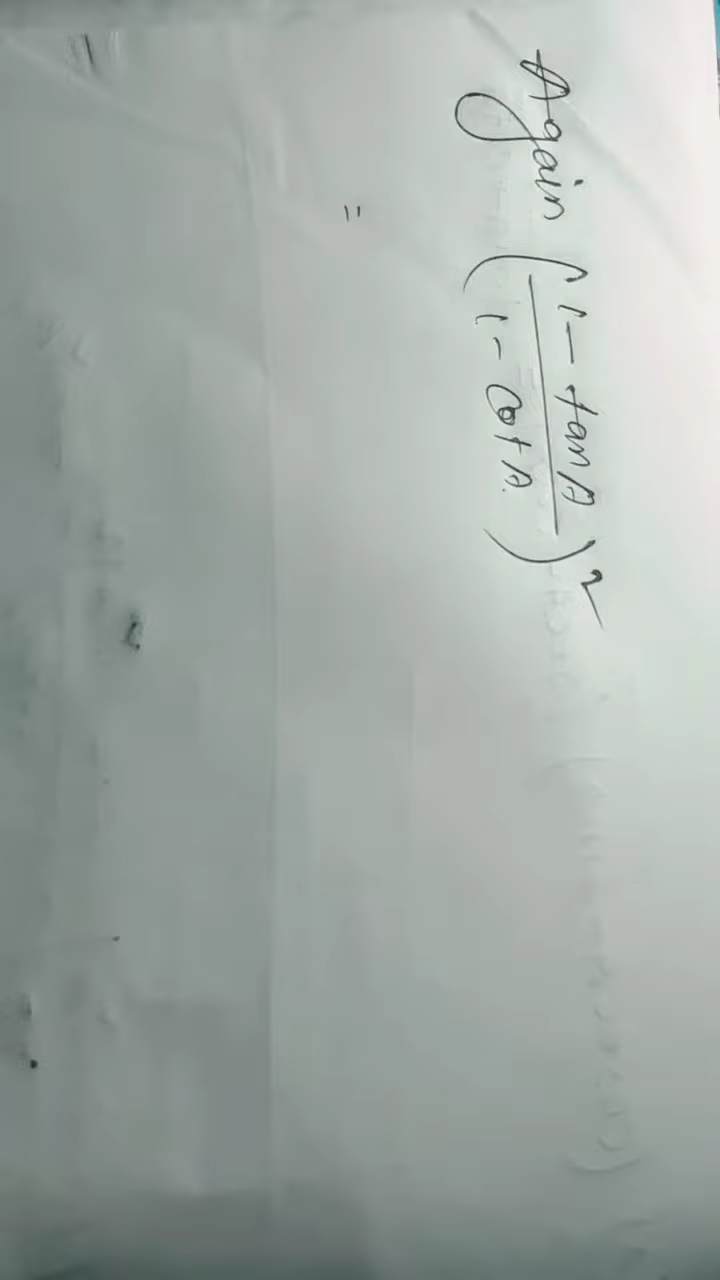 Again (1 - tanA / 1 - cotA.)²
=